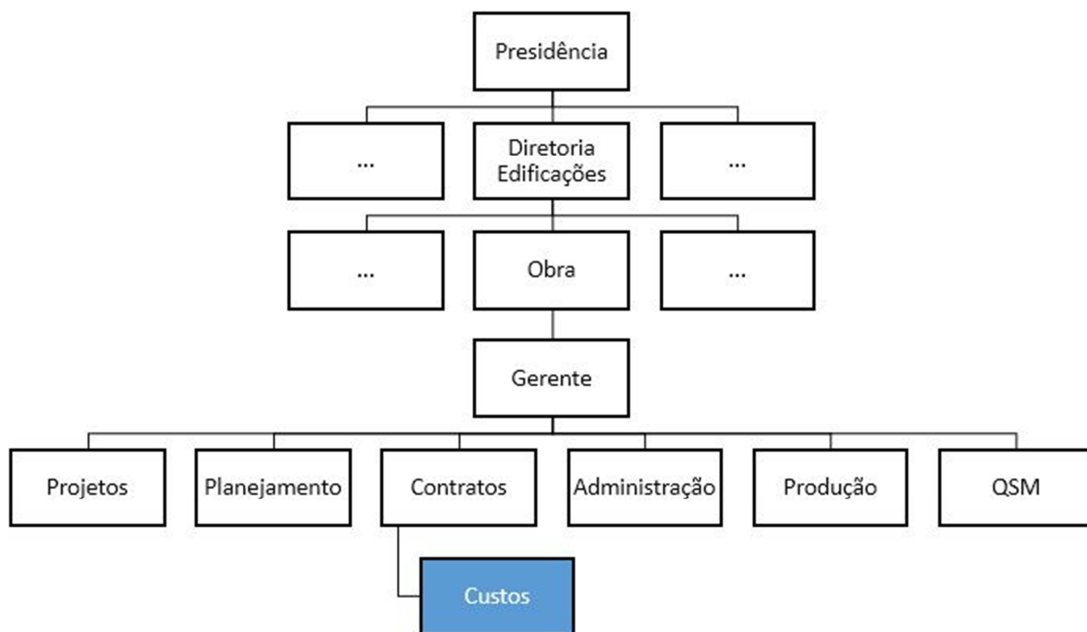 Presidência
...
Diretoria
Edificações
...
...
Obra
...
Gerente
Projetos
Planejamento
Contratos
Administração
Produção
QSM
Custos